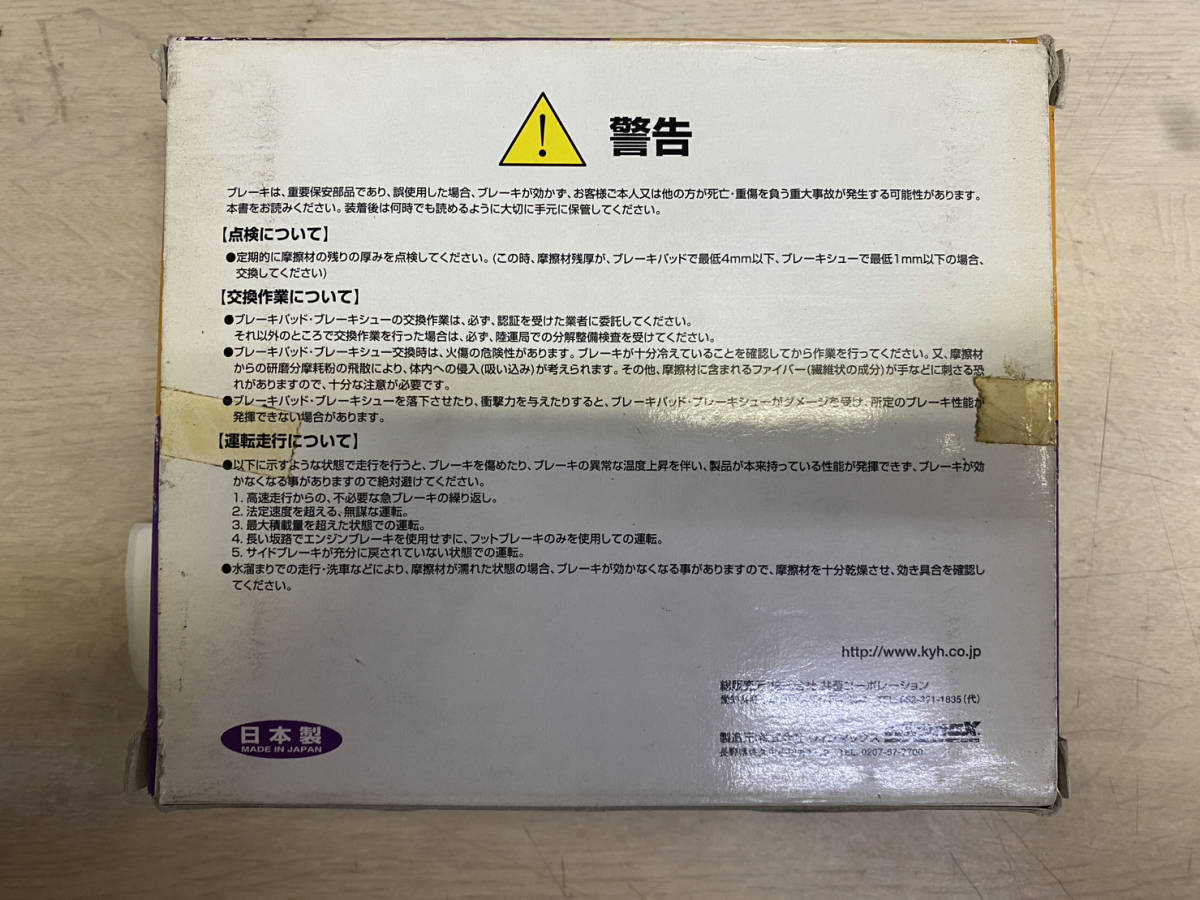 警告
ブレーキは、重要保安部品であり、誤使用した場合、ブレーキが効かず、お客様ご本人又は他の方が死亡・重傷を負う重大事故が発生する可能性があります。
本書をお読みください。装着後は何時でも読めるように大切に手元に保管してください。
【点検について】
●定期的に摩擦材の残りの厚みを点検してください。(この時、摩擦材残厚が、ブレーキパッドで最低4mm以下、ブレーキシューで最低1mm以下の場合、
交換してください)
【交換作業について】
●ブレーキパッド・ブレーキシューの交換作業は、必ず、認証を受けた業者に委託してください。
それ以外のところで交換作業を行った場合は、必ず、陸運局での分解整備検査を受けてください。
●ブレーキパッド・ブレーキシュー交換時は、火傷の危険性があります。ブレーキが十分冷えていることを確認してから作業を行ってください。又、摩擦材
からの研磨分摩耗粉の飛散により、体内への侵入(吸い込み)が考えられます。その他、摩擦材に含まれるファイバー(繊維状の成分)が手などに刺さる恐
れがありますので、十分な注意が必要です。
●ブレーキパッド・ブレーキシューを落下させたり、衝撃力を与えたりすると、ブレーキパッド・ブレーキシューがダメージを受け、所定のブレーキ性能が
発揮できない場合があります。
【運転走行について】
●以下に示すような状態で走行を行うと、ブレーキを傷めたり、ブレーキの異常な温度上昇を伴い、製品が本来持っている性能が発揮できず、ブレーキが効
かなくなる事がありますので絶対避けてください。
1. 高速走行からの、不必要な急ブレーキの繰り返し。
2. 法定速度を超える、無謀な運転。
3. 最大積載量を超えた状態での運転。
4. 長い坂路でエンジンブレーキを使用せずに、フットブレーキのみを使用しての運転。
5. サイドブレーキが充分に戻されていない状態での運転。
●水溜まりでの走行・洗車などにより、摩擦材が濡れた状態の場合、ブレーキが効かなくなる事がありますので、摩擦材を十分乾燥させ、効き具合を確認し
てください。
http://www.kyh.co.jp
総販売元 コーポレーション
1835(代)
日本製
MADE IN JAPAN
製造元
TEL